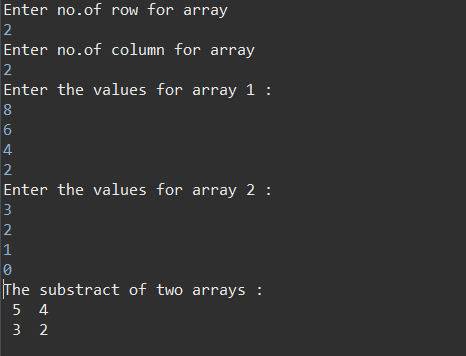 Enter no.of row for array
2
Enter no.of column for array
2
Enter the values for array 1 :
8
6
4
2
Enter the values for array 2 :
3
2
1
0
The substract of two arrays :
5  4
3  2